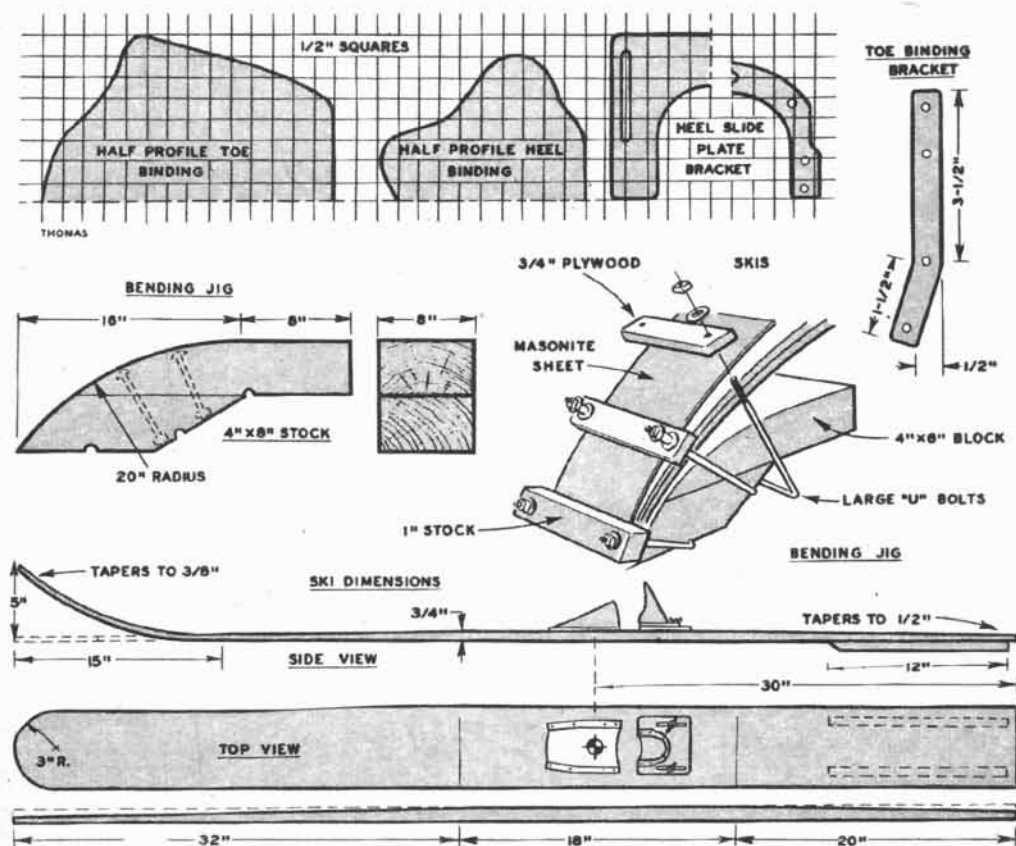 1/2" SQUARES
HALF PROFILE TOE
BINDING
HALF PROFILE HEEL
BINDING
HEEL SLIDE
PLATE
BRACKET
TOE BINDING
BRACKET
3-1/2"
1-1/2"
1/2"
THOMAS
BENDING JIG
16"
8"
8"
4"X8" STOCK
20" RADIUS
3/4" PLYWOOD
SKIS
MASONITE
SHEET
4"X6" BLOCK
LARGE "U" BOLTS
1" STOCK
BENDING JIG
TAPERS TO 3/8"
SKI DIMENSIONS
3/4"
TAPERS TO 1/2"
5"
15"
SIDE VIEW
12"
30"
3"R.
TOP VIEW
32"
18"
20"